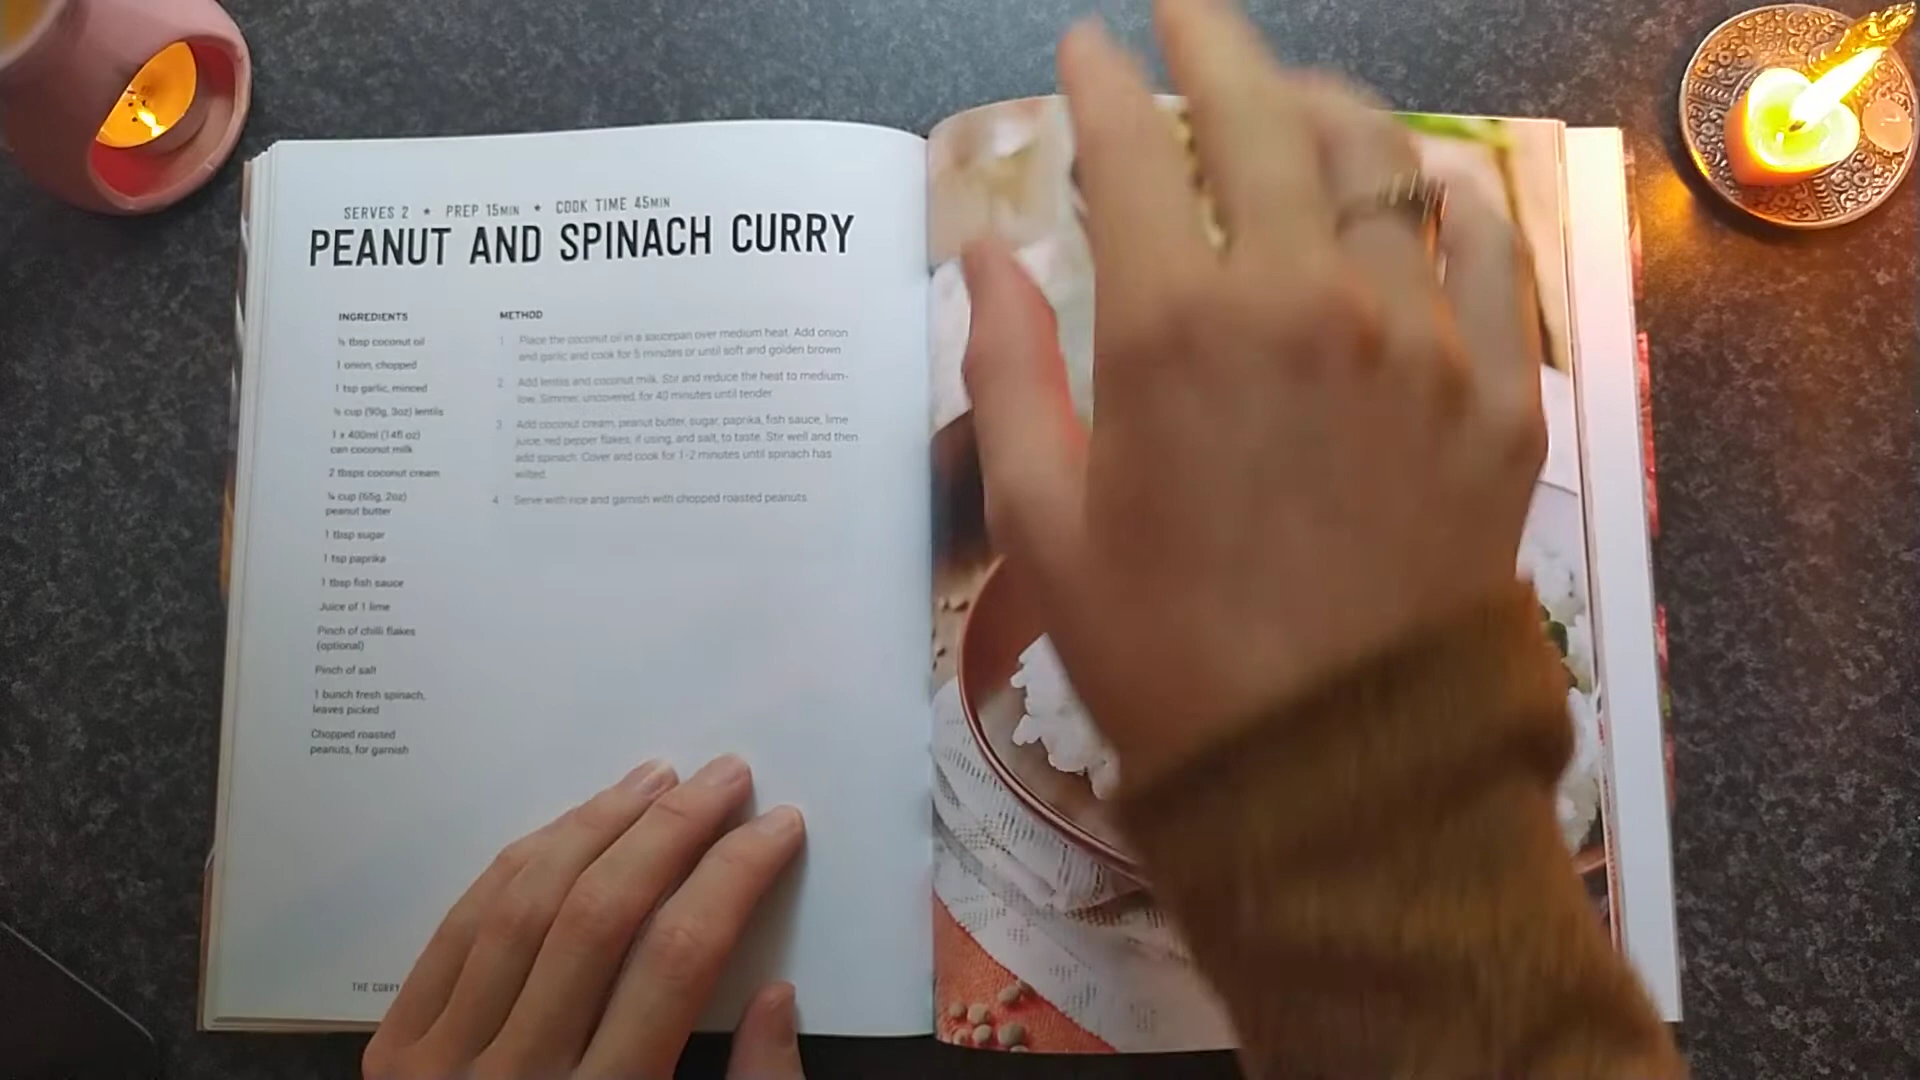 SERVES 2 * PREP 15MIN * COOK TIME 45MIN
PEANUT AND SPINACH CURRY
INGREDIENTS
½ tbsp coconut oil
1 onion, chopped
1 tsp garlic, minced
½ cup (90g, 3oz) lentils
1 x 400ml (14fl oz)
can coconut milk
2 tbsps coconut cream
¼ cup (65g, 2oz)
peanut butter
1 tbsp sugar
1 tsp paprika
1 tbsp fish sauce
Juice of 1 lime
Pinch of chilli flakes
(optional)
Pinch of salt
1 bunch fresh spinach,
leaves picked
Chopped roasted
peanuts, for garnish
METHOD
1 Place the coconut oil in a saucepan over medium heat. Add onion
and garlic and cook for 5 minutes or until soft and golden brown.
2 Add lentils and coconut milk. Stir and reduce the heat to medium-
low. Simmer, uncovered, for 40 minutes until tender.
3 Add coconut cream, peanut butter, sugar, paprika, fish sauce, lime
juice, red pepper flakes, if using, and salt, to taste. Stir well and then
add spinach. Cover and cook for 1-2 minutes until spinach has
wilted.
4 Serve with rice and garnish with chopped roasted peanuts.
THE CURRY